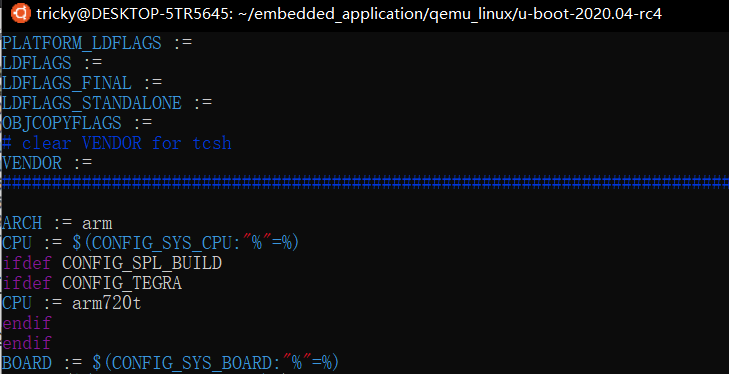 tricky@DESKTOP-5TR5645: ~/embedded_application/qemu_linux/u-boot-2020.04-rc4
PLATFORM_LDFLAGS :=
LDFLAGS :=
LDFLAGS_FINAL :=
LDFLAGS_STANDALONE :=
OBJCOPYFLAGS :=
# clear VENDOR for tcsh
VENDOR :=
#########################################################################
ARCH := arm
CPU := $(CONFIG_SYS_CPU:"%"=%)
ifdef CONFIG_SPL_BUILD
ifdef CONFIG_TEGRA
CPU := arm720t
endif
endif
BOARD := $(CONFIG_SYS_BOARD:"%"=%)